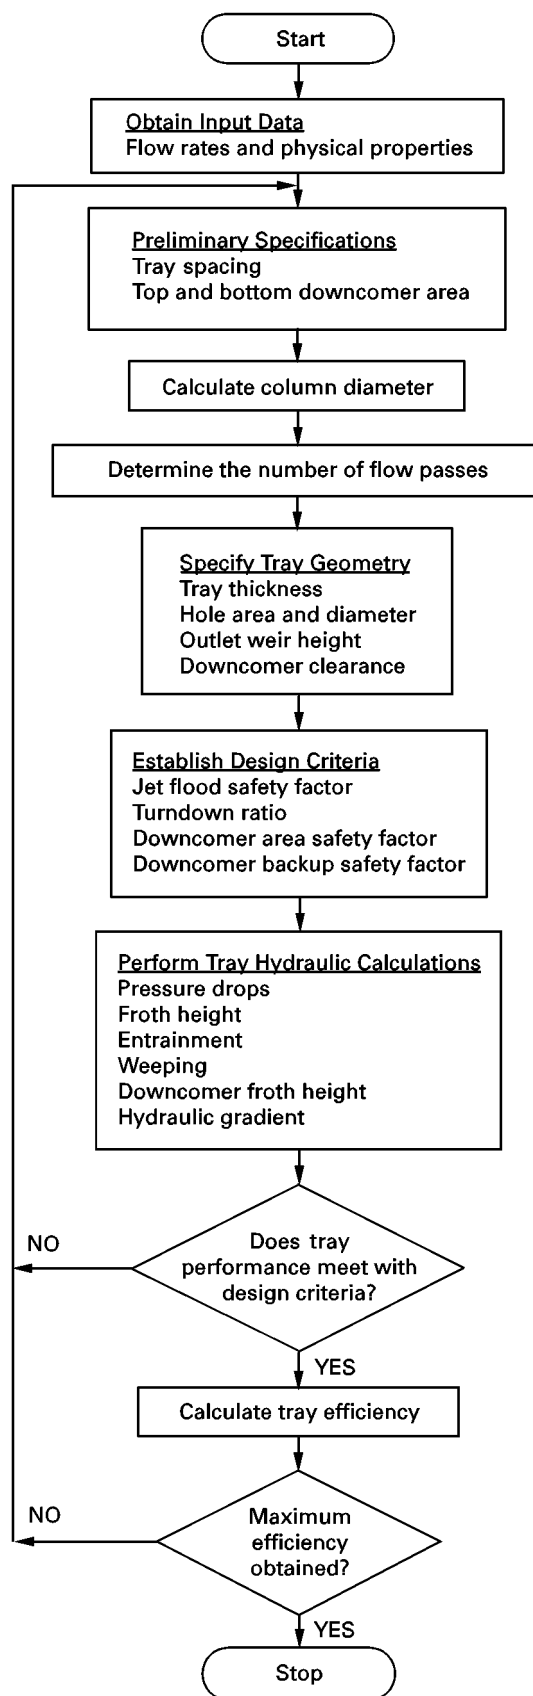 Start
Obtain Input Data
Flow rates and physical properties
Preliminary Specifications
Tray spacing
Top and bottom downcomer area
Calculate column diameter
Determine the number of flow passes
Specify Tray Geometry
Tray thickness
Hole area and diameter
Outlet weir height
Downcomer clearance
Establish Design Criteria
Jet flood safety factor
Turndown ratio
Downcomer area safety factor
Downcomer backup safety factor
Perform Tray Hydraulic Calculations
Pressure drops
Froth height
Entrainment
Weeping
Downcomer froth height
Hydraulic gradient
NO
Does tray
performance meet with
design criteria?
YES
Calculate tray efficiency
NO
Maximum
efficiency
obtained?
YES
Stop